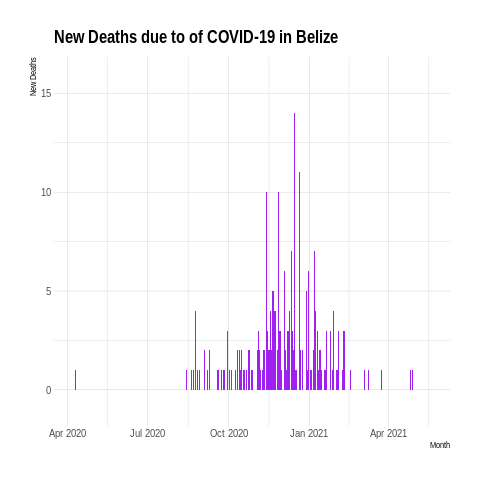 New Deaths due to of COVID-19 in Belize
New Deaths
15
10
5
0
Apr 2020 Jul 2020 Oct 2020 Jan 2021 Apr 2021
Month